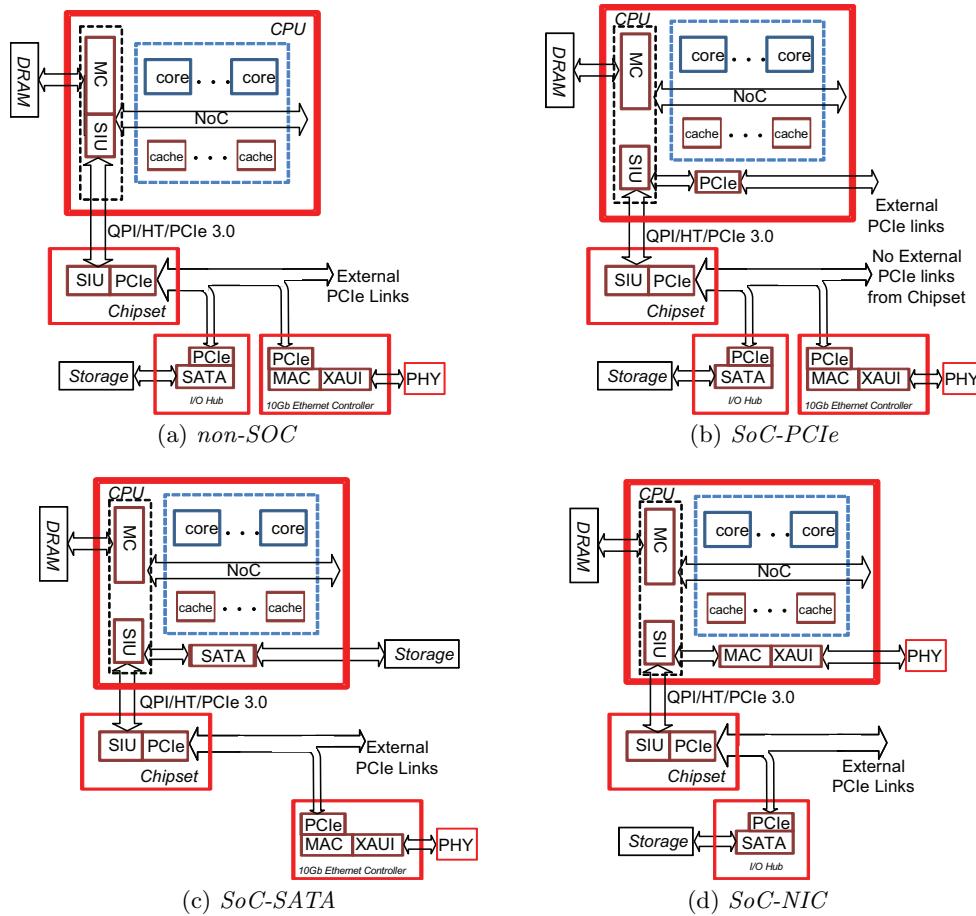 CPU
DRAM
MC
core . . . core
NoC
SIU
cache . . . cache
QPI/HT/PCIe 3.0
SIU PCIe
Chipset
External
PCIe Links
PCIe
SATA
Storage
I/O Hub
PCIe
MAC XAUI
PHY
10Gb Ethernet Controller
(a) non-SOC
CPU
DRAM
MC
core . . . core
NoC
cache . . . cache
SIU
PCIe
External
PCIe links
QPI/HT/PCIe 3.0
SIU PCIe
Chipset
No External
PCIe links
from Chipset
PCIe
SATA
Storage
I/O Hub
PCIe
MAC XAUI
PHY
10Gb Ethernet Controller
(b) SoC-PCIe
CPU
DRAM
MC
core . . . core
NoC
cache . . . cache
SIU
SATA
Storage
QPI/HT/PCIe 3.0
SIU PCIe
Chipset
External
PCIe Links
PCIe
MAC XAUI
PHY
10Gb Ethernet Controller
(c) SoC-SATA
CPU
DRAM
MC
core . . . core
NoC
cache . . . cache
SIU
MAC XAUI
PHY
QPI/HT/PCIe 3.0
SIU PCIe
Chipset
External
PCIe Links
PCIe
SATA
Storage
I/O Hub
(d) SoC-NIC